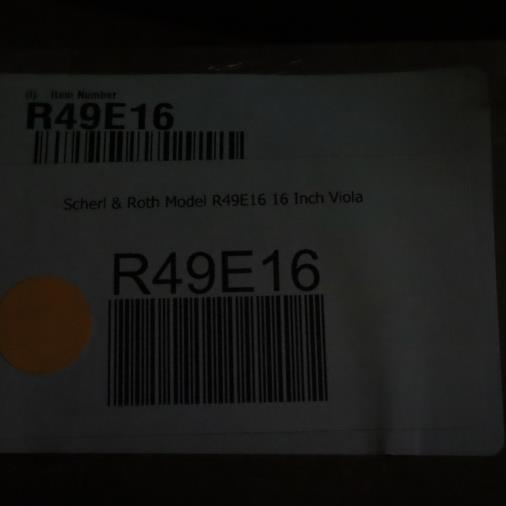 (I) Item Number
R49E16
Scherl & Roth Model R49E16 16 Inch Viola
R49E16